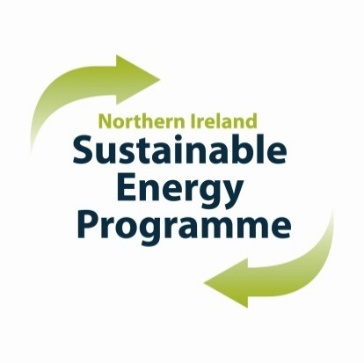 Northern Ireland
Sustainable
Energy
Programme